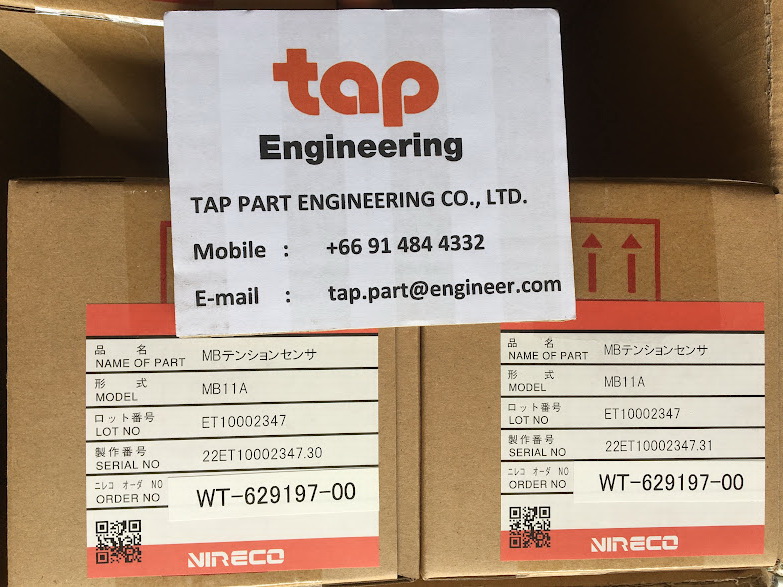 tap
Engineering
TAP PART ENGINEERING CO., LTD.
Mobile : +66 91 484 4332
E-mail : tap.part@engineer.com
品 名
NAME OF PART MBテンションセンサ
形 式
MODEL MB11A
ロット番号
LOT NO ET10002347
製作番号
SERIAL NO 22ET10002347.30
ニレコ オーダ NO
ORDER NO WT-629197-00
NIRECO
品 名
NAME OF PART MBテンションセンサ
形 式
MODEL MB11A
ロット番号
LOT NO ET10002347
製作番号
SERIAL NO 22ET10002347.31
ニレコ オーダ NO
ORDER NO WT-629197-00
NIRECO